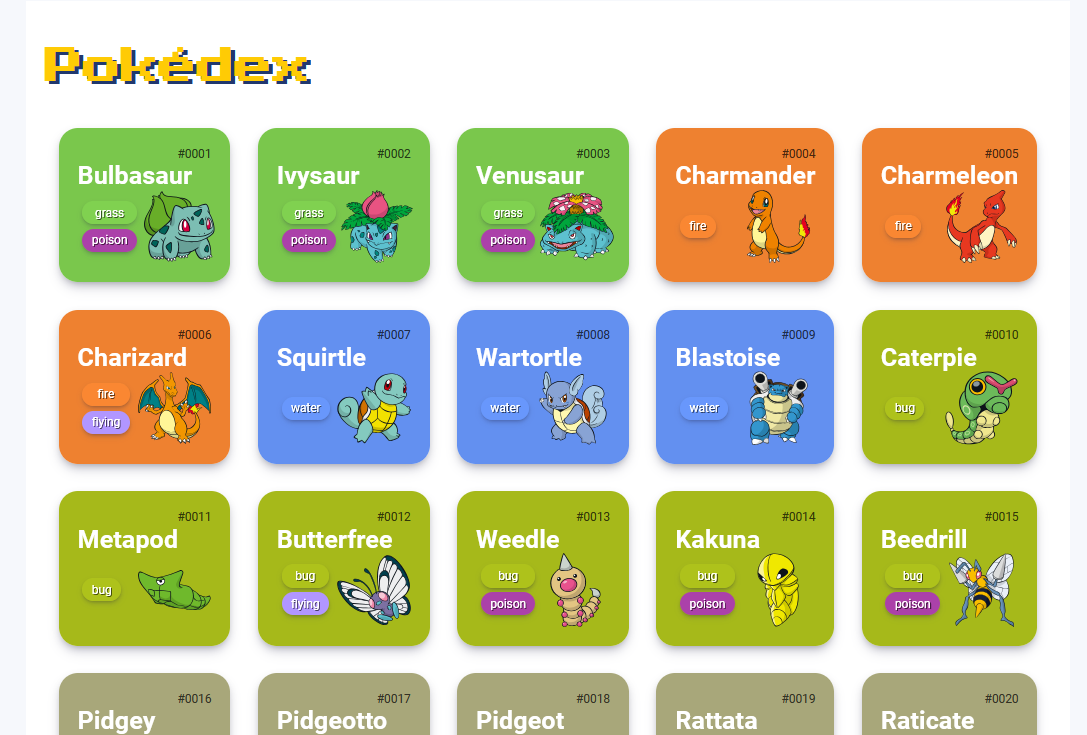 Pokédex
#0001
Bulbasaur
grass
poison
#0002
Ivysaur
grass
poison
#0003
Venusaur
grass
poison
#0004
Charmander
fire
#0005
Charmeleon
fire
#0006
Charizard
fire
flying
#0007
Squirtle
water
#0008
Wartortle
water
#0009
Blastoise
water
#0010
Caterpie
bug
#0011
Metapod
bug
#0012
Butterfree
bug
flying
#0013
Weedle
bug
poison
#0014
Kakuna
bug
poison
#0015
Beedrill
bug
poison
#0016
Pidgey
#0017
Pidgeotto
#0018
Pidgeot
#0019
Rattata
#0020
Raticate